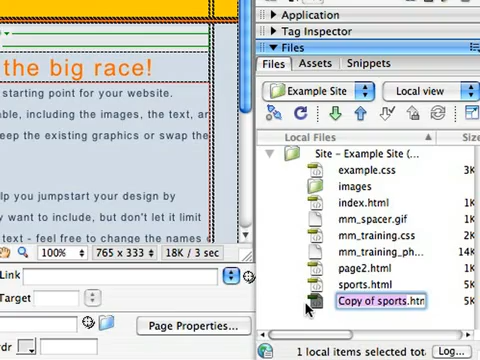 the big race!
starting point for your website.
able, including the images, the text, ar
eep the existing graphics or swap the
elp you jumpstart your design by
y want to include, but don't let it limit
text - feel free to change the names
100%
765 x 333
18K / 3 sec
Link
Target
Page Properties...
rdr
Application
Tag Inspector
Files
Files
Assets
Snippets
Example Site
Local view
Local Files
Size
Site – Example Site (...
example.css
3K
images
index.html
1K
mm_spacer.gif
1K
mm_training.css
2K
mm_training_ph...
14K
page2.html
1K
sports.html
5K
Copy of sports.htn
5K
1 local items selected tot
Log...